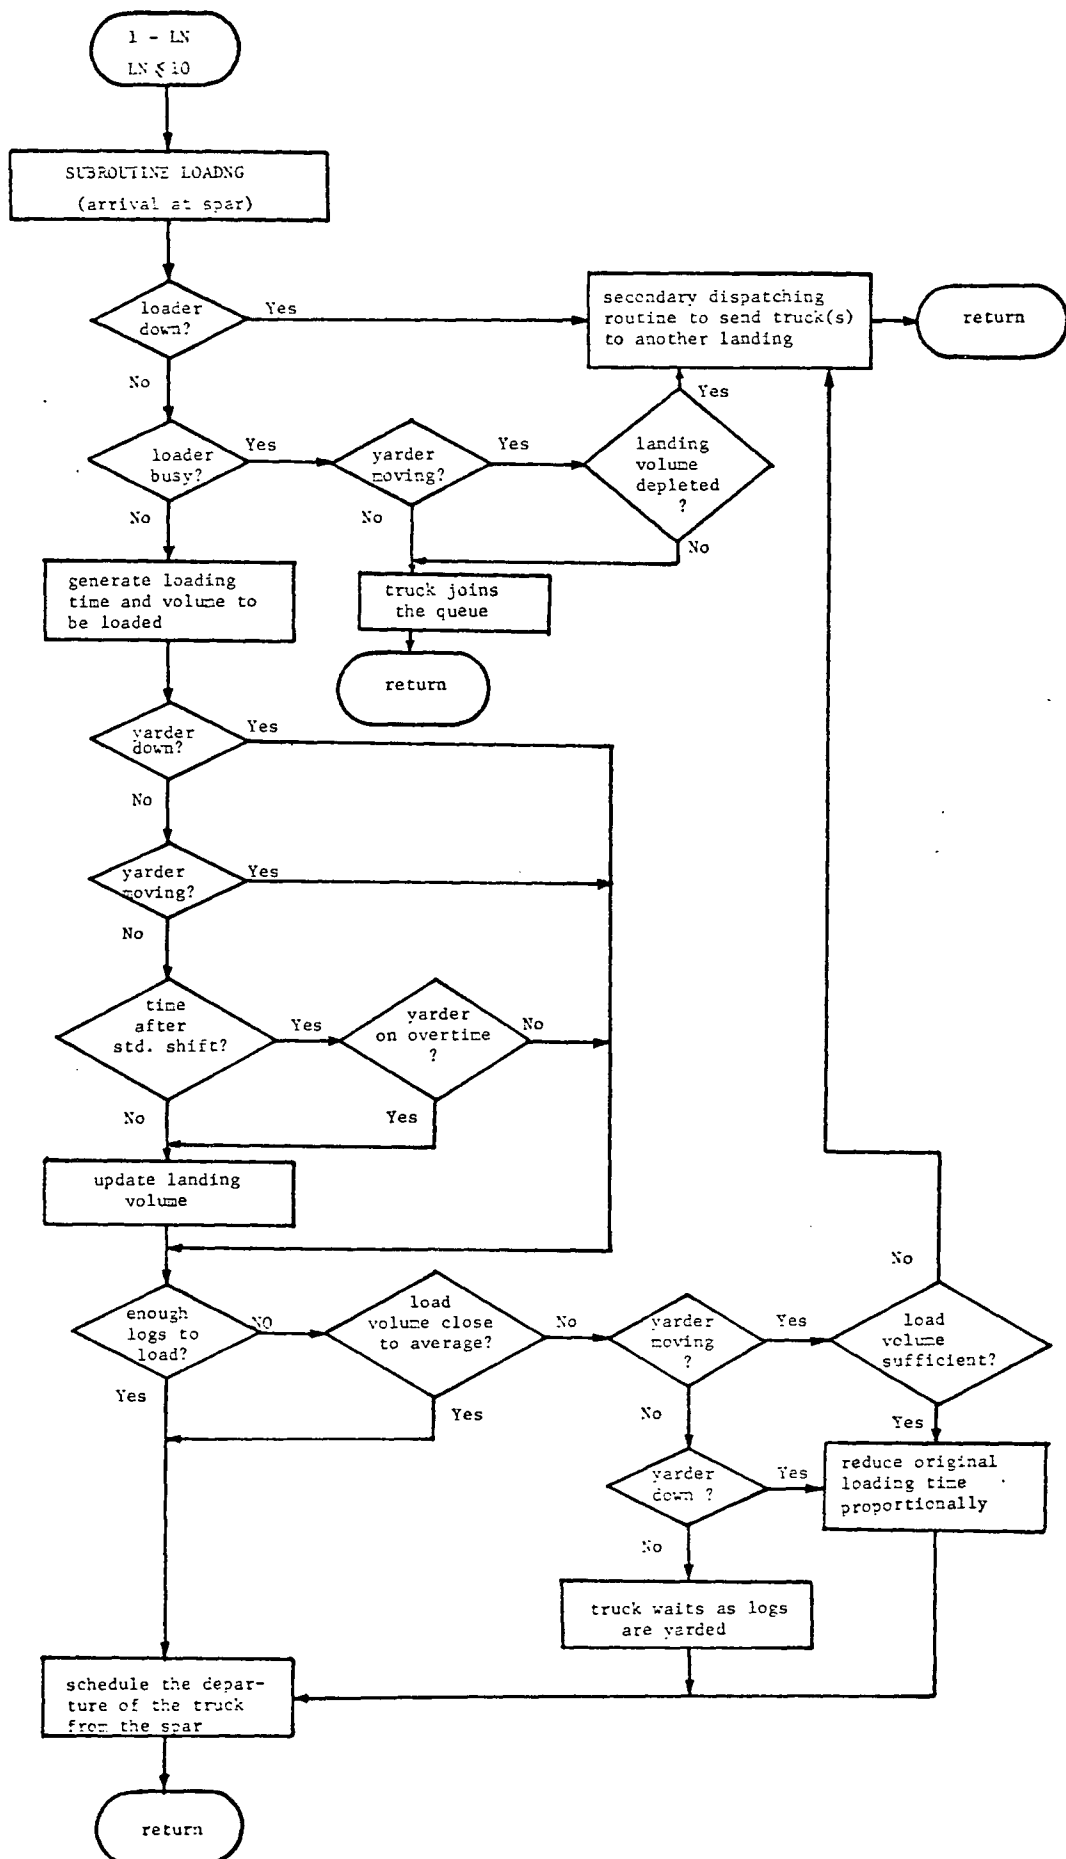 1 - LN
LN ≤ 10
SUBROUTINE LOADNG
(arrival at spar)
loader
down?
Yes
No
secondary dispatching
routine to send truck(s)
to another landing
return
loader
busy?
Yes
No
yarder
moving?
Yes
No
landing
volume
depleted
?
Yes
No
generate loading
time and volume to
be loaded
truck joins
the queue
return
yarder
down?
Yes
No
yarder
moving?
Yes
No
time
after
std. shift?
Yes
No
yarder
on overtime
?
No
Yes
update landing
volume
enough
logs to
load?
NO
Yes
load
volume close
to average?
No
Yes
yarder
moving
?
Yes
No
load
volume
sufficient?
No
Yes
yarder
down ?
Yes
No
reduce original
loading time
proportionally
truck waits as logs
are yarded
schedule the depar-
ture of the truck
from the spar
return